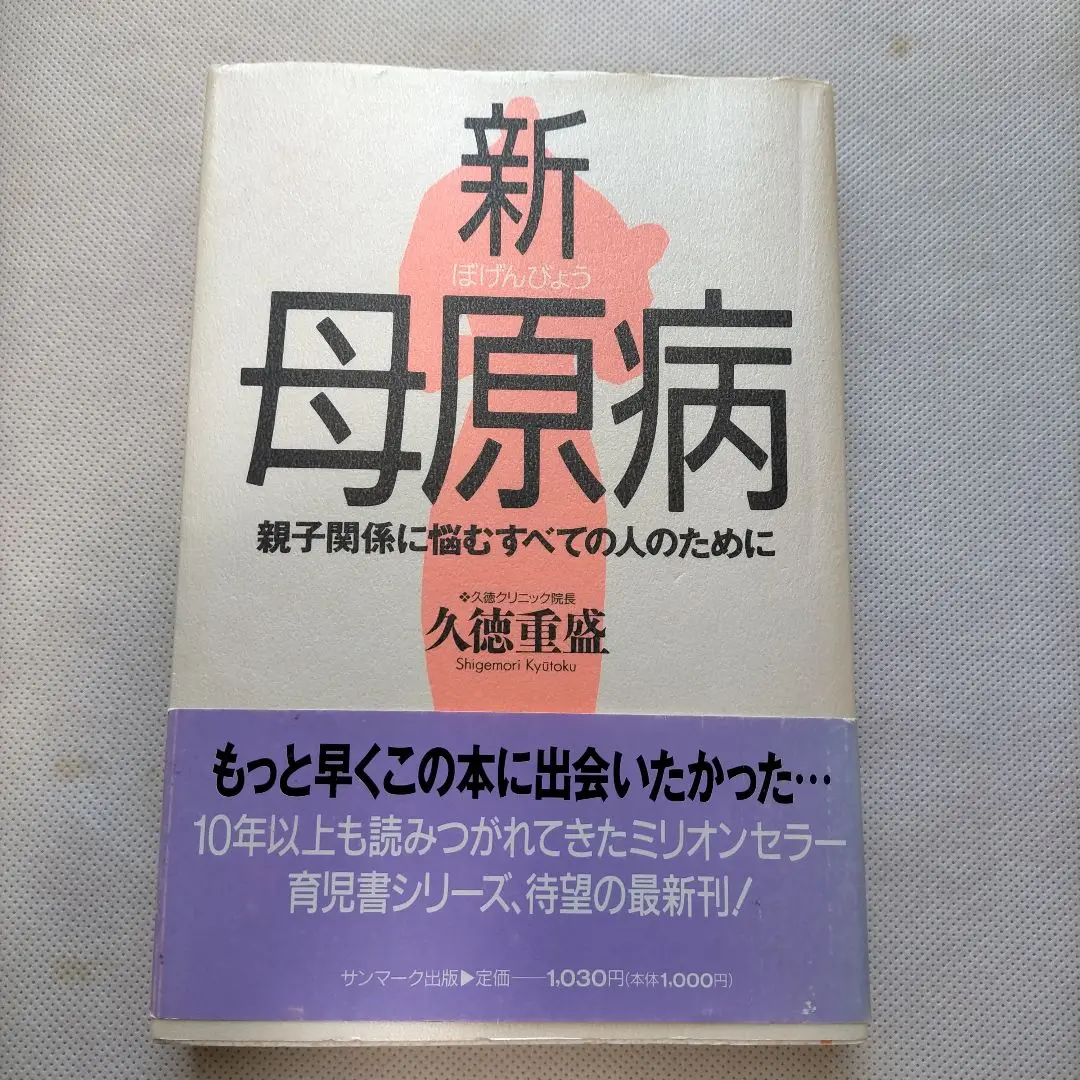 新
ぼげんびょう
母原病
親子関係に悩むすべての人のために
❖久徳クリニック院長
久徳重盛
Shigemori Kyūtoku
もっと早くこの本に出会いたかった…
10年以上も読みつがれてきたミリオンセラー
育児書シリーズ、待望の最新刊!
サンマーク出版▶定価──1,030円(本体1,000円)